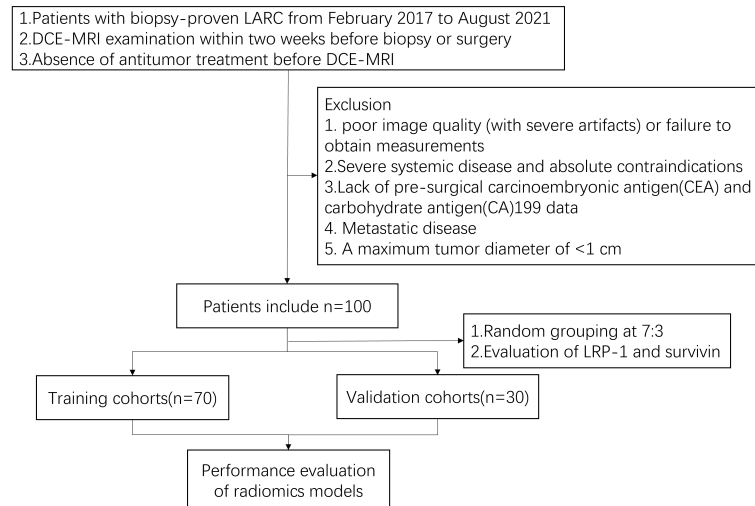 1.Patients with biopsy-proven LARC from February 2017 to August 2021
2.DCE-MRI examination within two weeks before biopsy or surgery
3.Absence of antitumor treatment before DCE-MRI
Exclusion
1. poor image quality (with severe artifacts) or failure to
obtain measurements
2.Severe systemic disease and absolute contraindications
3.Lack of pre-surgical carcinoembryonic antigen(CEA) and
carbohydrate antigen(CA)199 data
4. Metastatic disease
5. A maximum tumor diameter of <1 cm
Patients include n=100
1.Random grouping at 7:3
2.Evaluation of LRP-1 and survivin
Training cohorts(n=70)
Validation cohorts(n=30)
Performance evaluation
of radiomics models